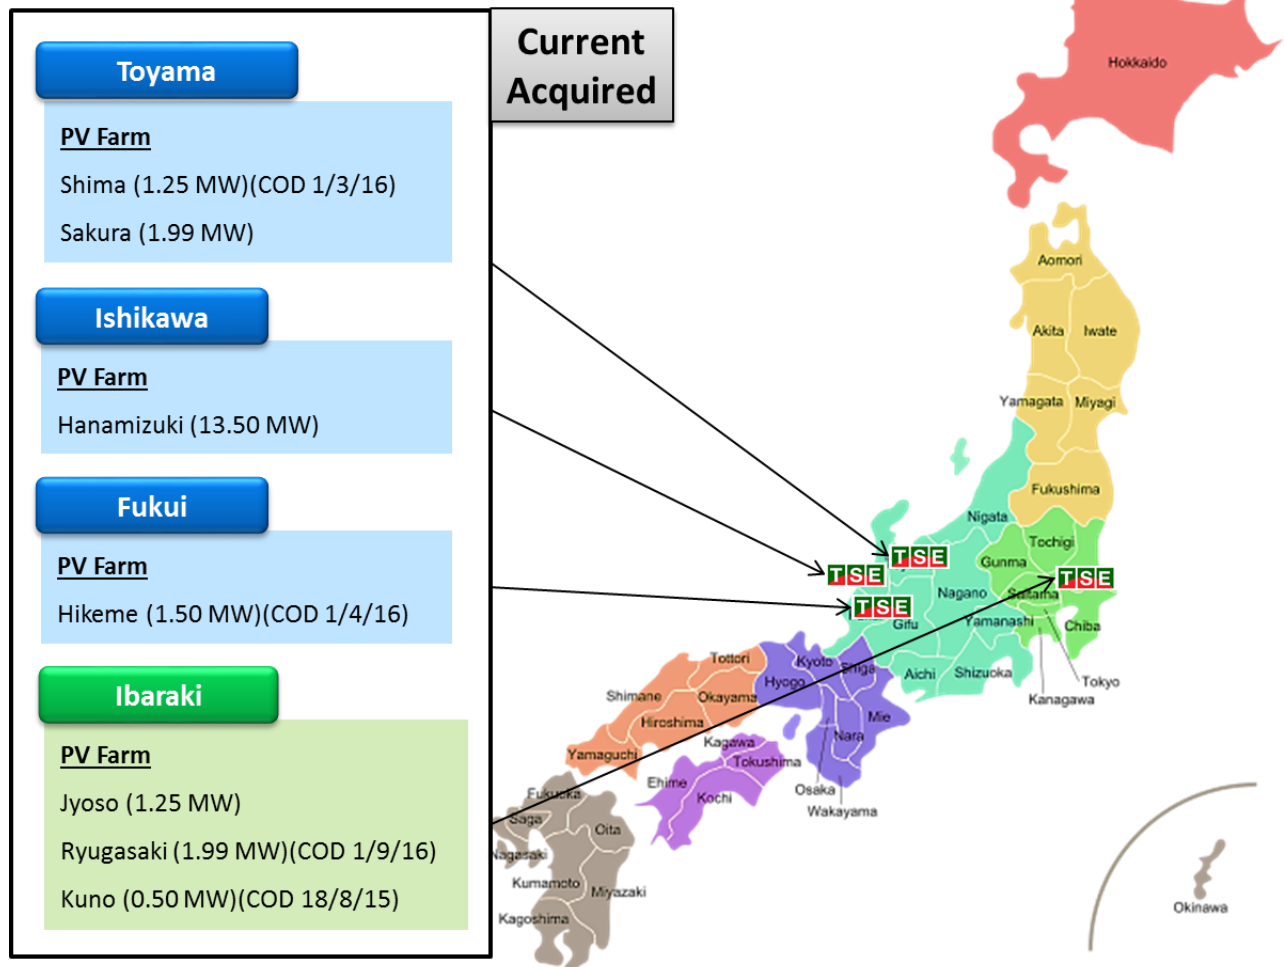 Current
Acquired
Toyama
PV Farm
Shima (1.25 MW)(COD 1/3/16)
Sakura (1.99 MW)
Ishikawa
PV Farm
Hanamizuki (13.50 MW)
Fukui
PV Farm
Hikeme (1.50 MW)(COD 1/4/16)
Ibaraki
PV Farm
Jyoso (1.25 MW)
Ryugasaki (1.99 MW)(COD 1/9/16)
Kuno (0.50 MW)(COD 18/8/15)
Hokkaido
Aomori
Akita
Iwate
Yamagata
Miyagi
Fukushima
Nigata
Tochigi
Gunma
TSE
TSE
TSE
TSE
Saitama
Nagano
Gifu
Yamanashi
Chiba
Aichi
Shizuoka
Tokyo
Kanagawa
Tottori
Kyoto
Shiga
Hyogo
Shimane
Okayama
Hiroshima
Mie
Nara
Yamaguchi
Kagawa
Tokushima
Ehime
Kochi
Osaka
Wakayama
Fukuoka
Saga
Oita
Nagasaki
Kumamoto
Miyazaki
Kagoshima
Okinawa